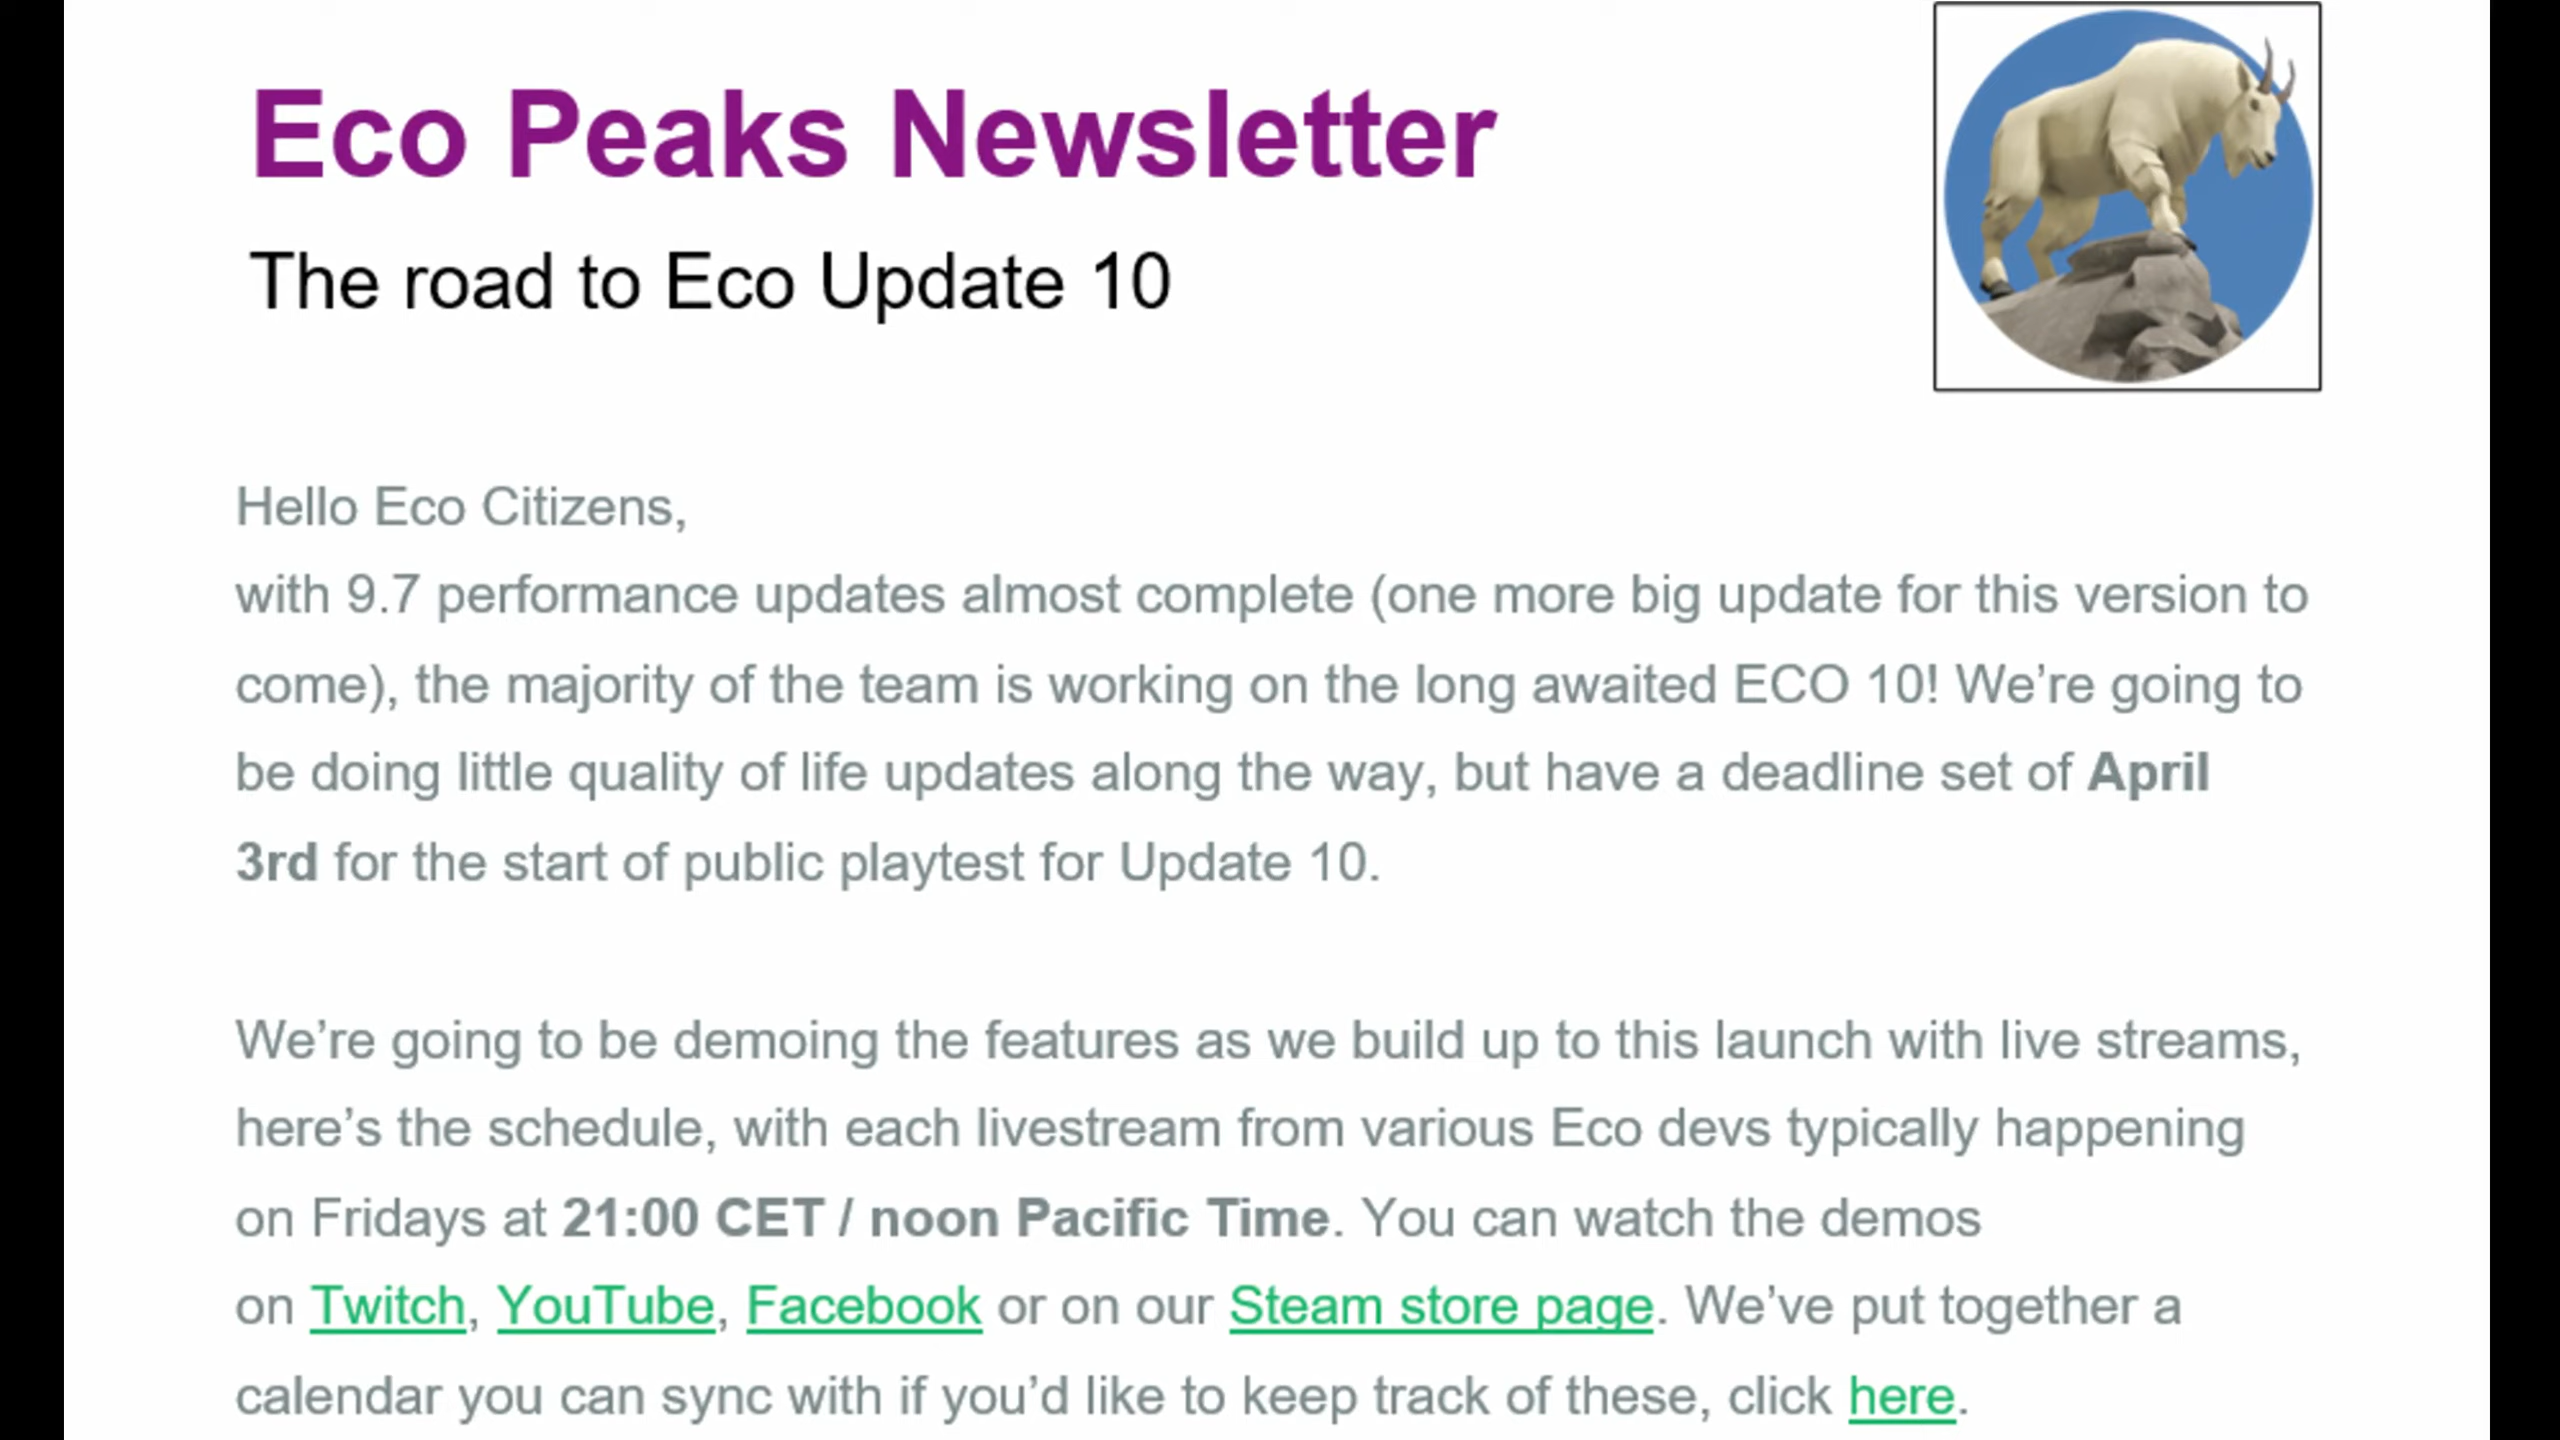 Eco Peaks Newsletter
The road to Eco Update 10
Hello Eco Citizens,
with 9.7 performance updates almost complete (one more big update for this version to
come), the majority of the team is working on the long awaited ECO 10! We’re going to
be doing little quality of life updates along the way, but have a deadline set of April
3rd for the start of public playtest for Update 10.
We’re going to be demoing the features as we build up to this launch with live streams,
here’s the schedule, with each livestream from various Eco devs typically happening
on Fridays at 21:00 CET / noon Pacific Time. You can watch the demos
on Twitch, YouTube, Facebook or on our Steam store page. We’ve put together a
calendar you can sync with if you’d like to keep track of these, click here.